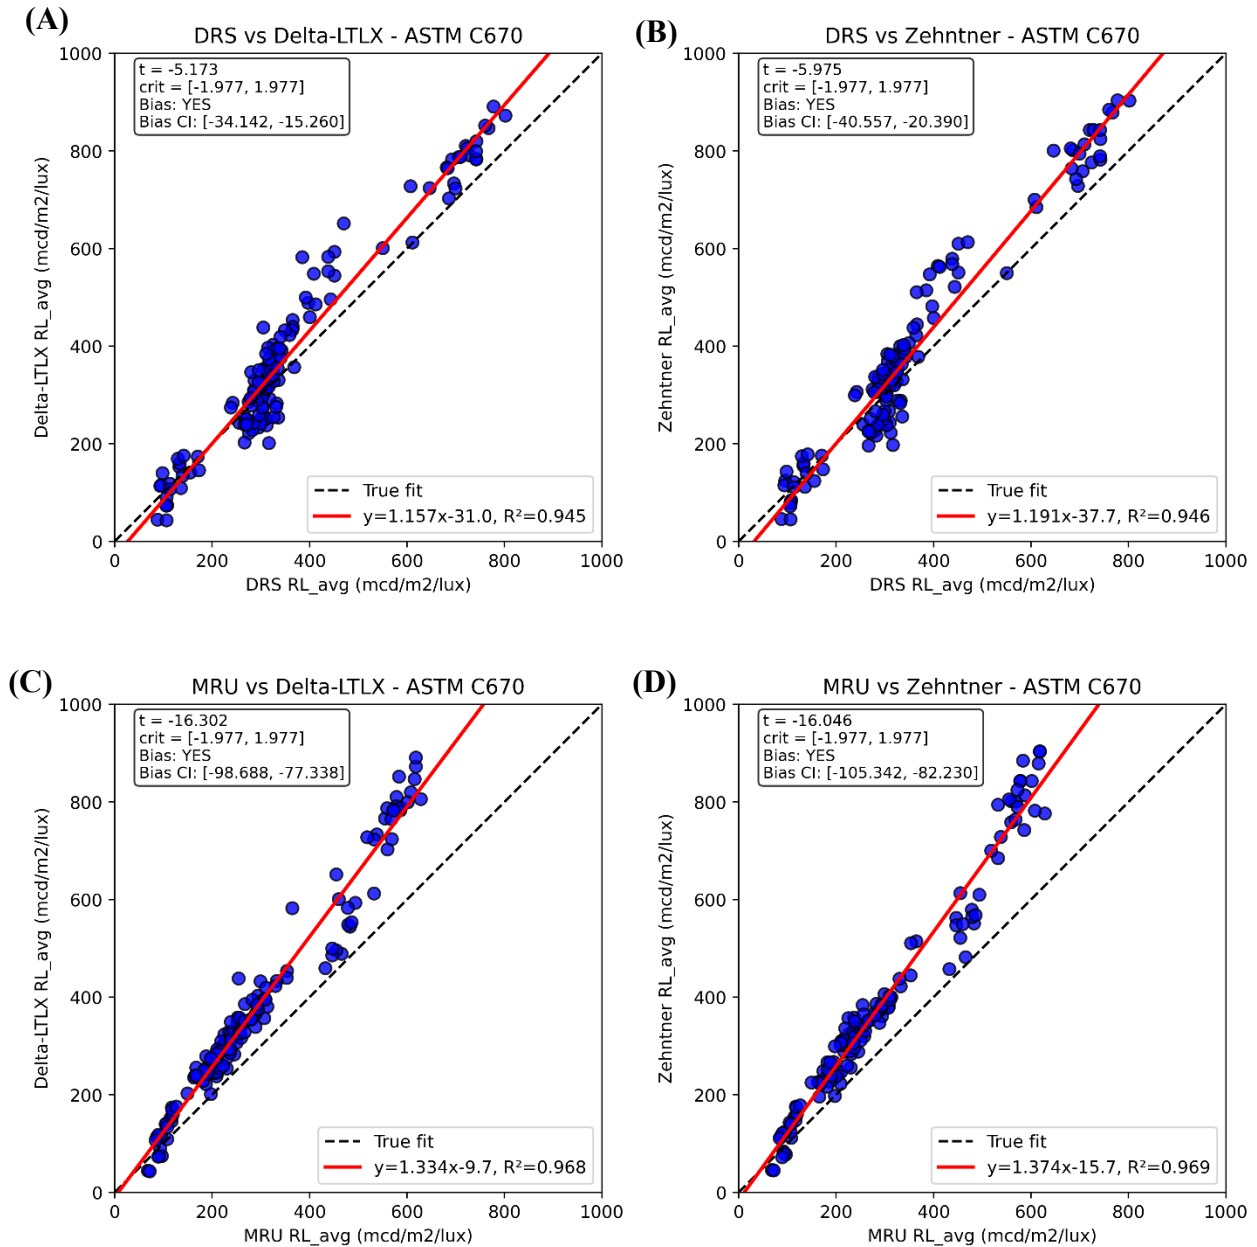 (A)
DRS vs Delta-LTLX - ASTM C670
t = -5.173
crit = [-1.977, 1.977]
Bias: YES
Bias CI: [-34.142, -15.260]
1000
800
600
400
200
0
Delta-LTLX RL_avg (mcd/m2/lux)
True fit
y=1.157x-31.0, R²=0.945
0 200 400 600 800 1000
DRS RL_avg (mcd/m2/lux)
(B)
DRS vs Zehntner - ASTM C670
t = -5.975
crit = [-1.977, 1.977]
Bias: YES
Bias CI: [-40.557, -20.390]
1000
800
600
400
200
0
Zehntner RL_avg (mcd/m2/lux)
True fit
y=1.191x-37.7, R²=0.946
0 200 400 600 800 1000
DRS RL_avg (mcd/m2/lux)
(C)
MRU vs Delta-LTLX - ASTM C670
t = -16.302
crit = [-1.977, 1.977]
Bias: YES
Bias CI: [-98.688, -77.338]
1000
800
600
400
200
0
Delta-LTLX RL_avg (mcd/m2/lux)
True fit
y=1.334x-9.7, R²=0.968
0 200 400 600 800 1000
MRU RL_avg (mcd/m2/lux)
(D)
MRU vs Zehntner - ASTM C670
t = -16.046
crit = [-1.977, 1.977]
Bias: YES
Bias CI: [-105.342, -82.230]
1000
800
600
400
200
0
Zehntner RL_avg (mcd/m2/lux)
True fit
y=1.374x-15.7, R²=0.969
0 200 400 600 800 1000
MRU RL_avg (mcd/m2/lux)